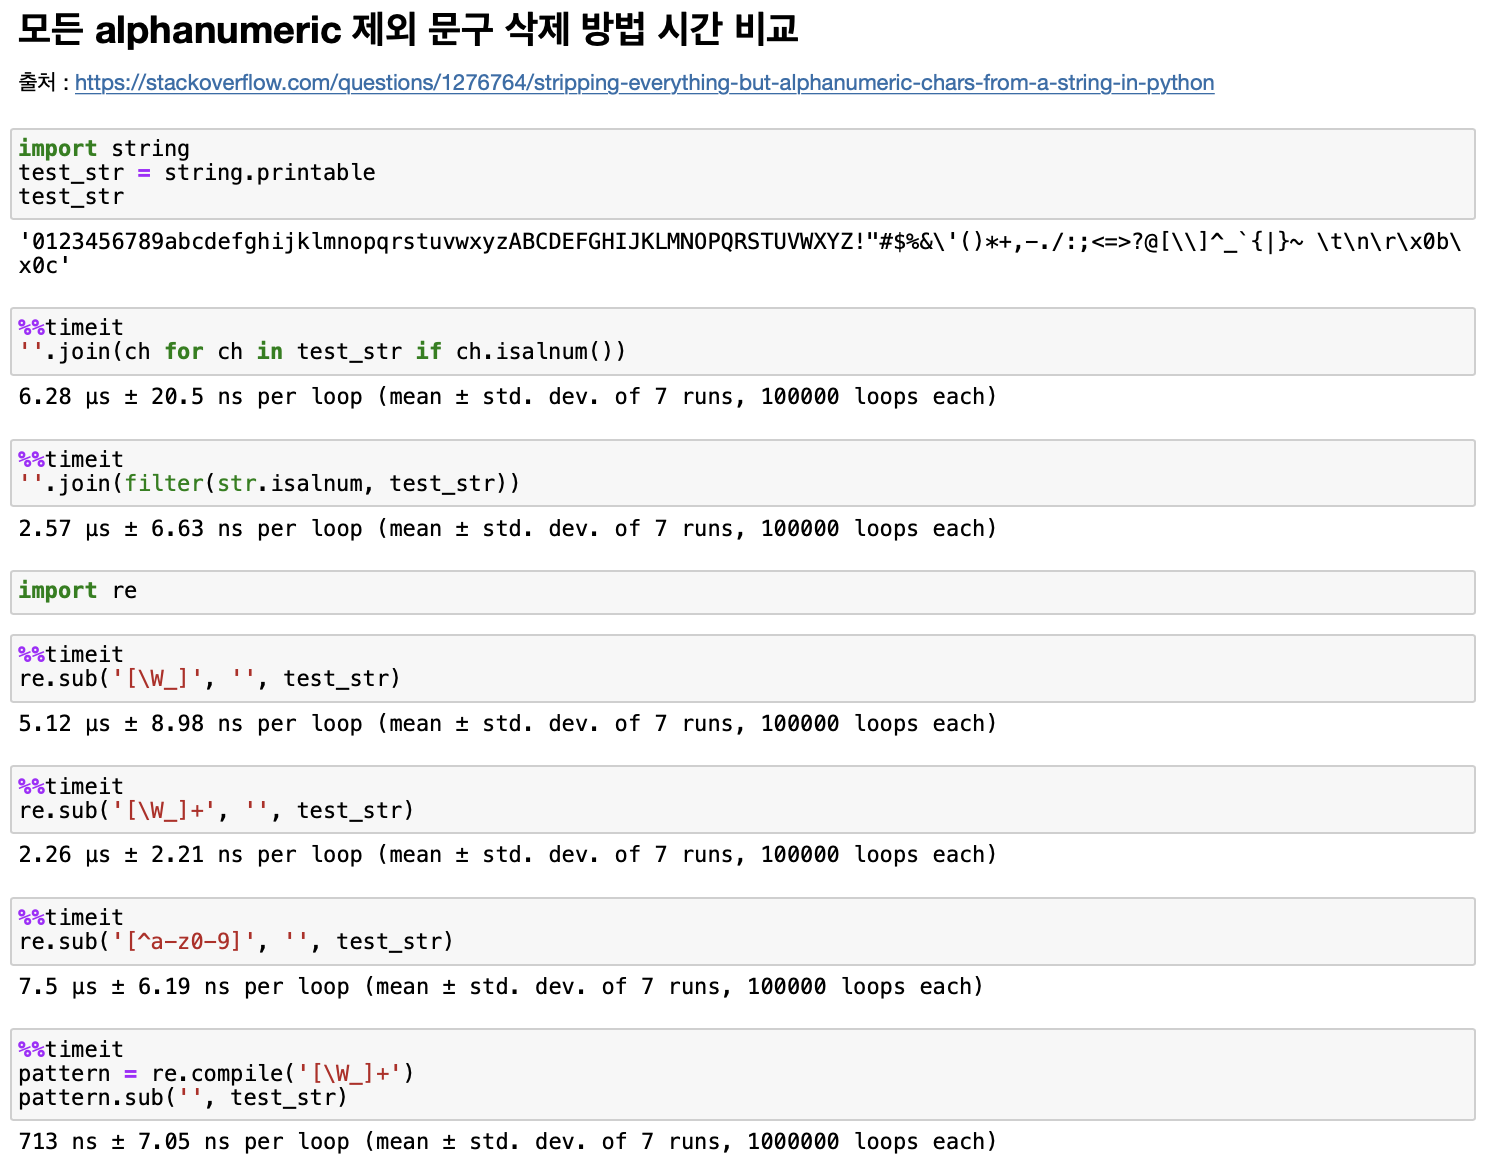 모든 alphanumeric 제외 문구 삭제 방법 시간 비교
출처 : https://stackoverflow.com/questions/1276764/stripping-everything-but-alphanumeric-chars-from-a-string-in-python
import string
test_str = string.printable
test_str
'0123456789abcdefghijklmnopqrstuvwxyzABCDEFGHIJKLMNOPQRSTUVWXYZ!"#$%&\'()*+,-./:;<=>?@[\\]^_`{|}~ \t\n\r\x0b\
x0c'
%%timeit
''.join(ch for ch in test_str if ch.isalnum())
6.28 µs ± 20.5 ns per loop (mean ± std. dev. of 7 runs, 100000 loops each)
%%timeit
''.join(filter(str.isalnum, test_str))
2.57 µs ± 6.63 ns per loop (mean ± std. dev. of 7 runs, 100000 loops each)
import re
%%timeit
re.sub('[\W_]', '', test_str)
5.12 µs ± 8.98 ns per loop (mean ± std. dev. of 7 runs, 100000 loops each)
%%timeit
re.sub('[\W_]+', '', test_str)
2.26 µs ± 2.21 ns per loop (mean ± std. dev. of 7 runs, 100000 loops each)
%%timeit
re.sub('[^a-z0-9]', '', test_str)
7.5 µs ± 6.19 ns per loop (mean ± std. dev. of 7 runs, 100000 loops each)
%%timeit
pattern = re.compile('[\W_]+')
pattern.sub('', test_str)
713 ns ± 7.05 ns per loop (mean ± std. dev. of 7 runs, 1000000 loops each)